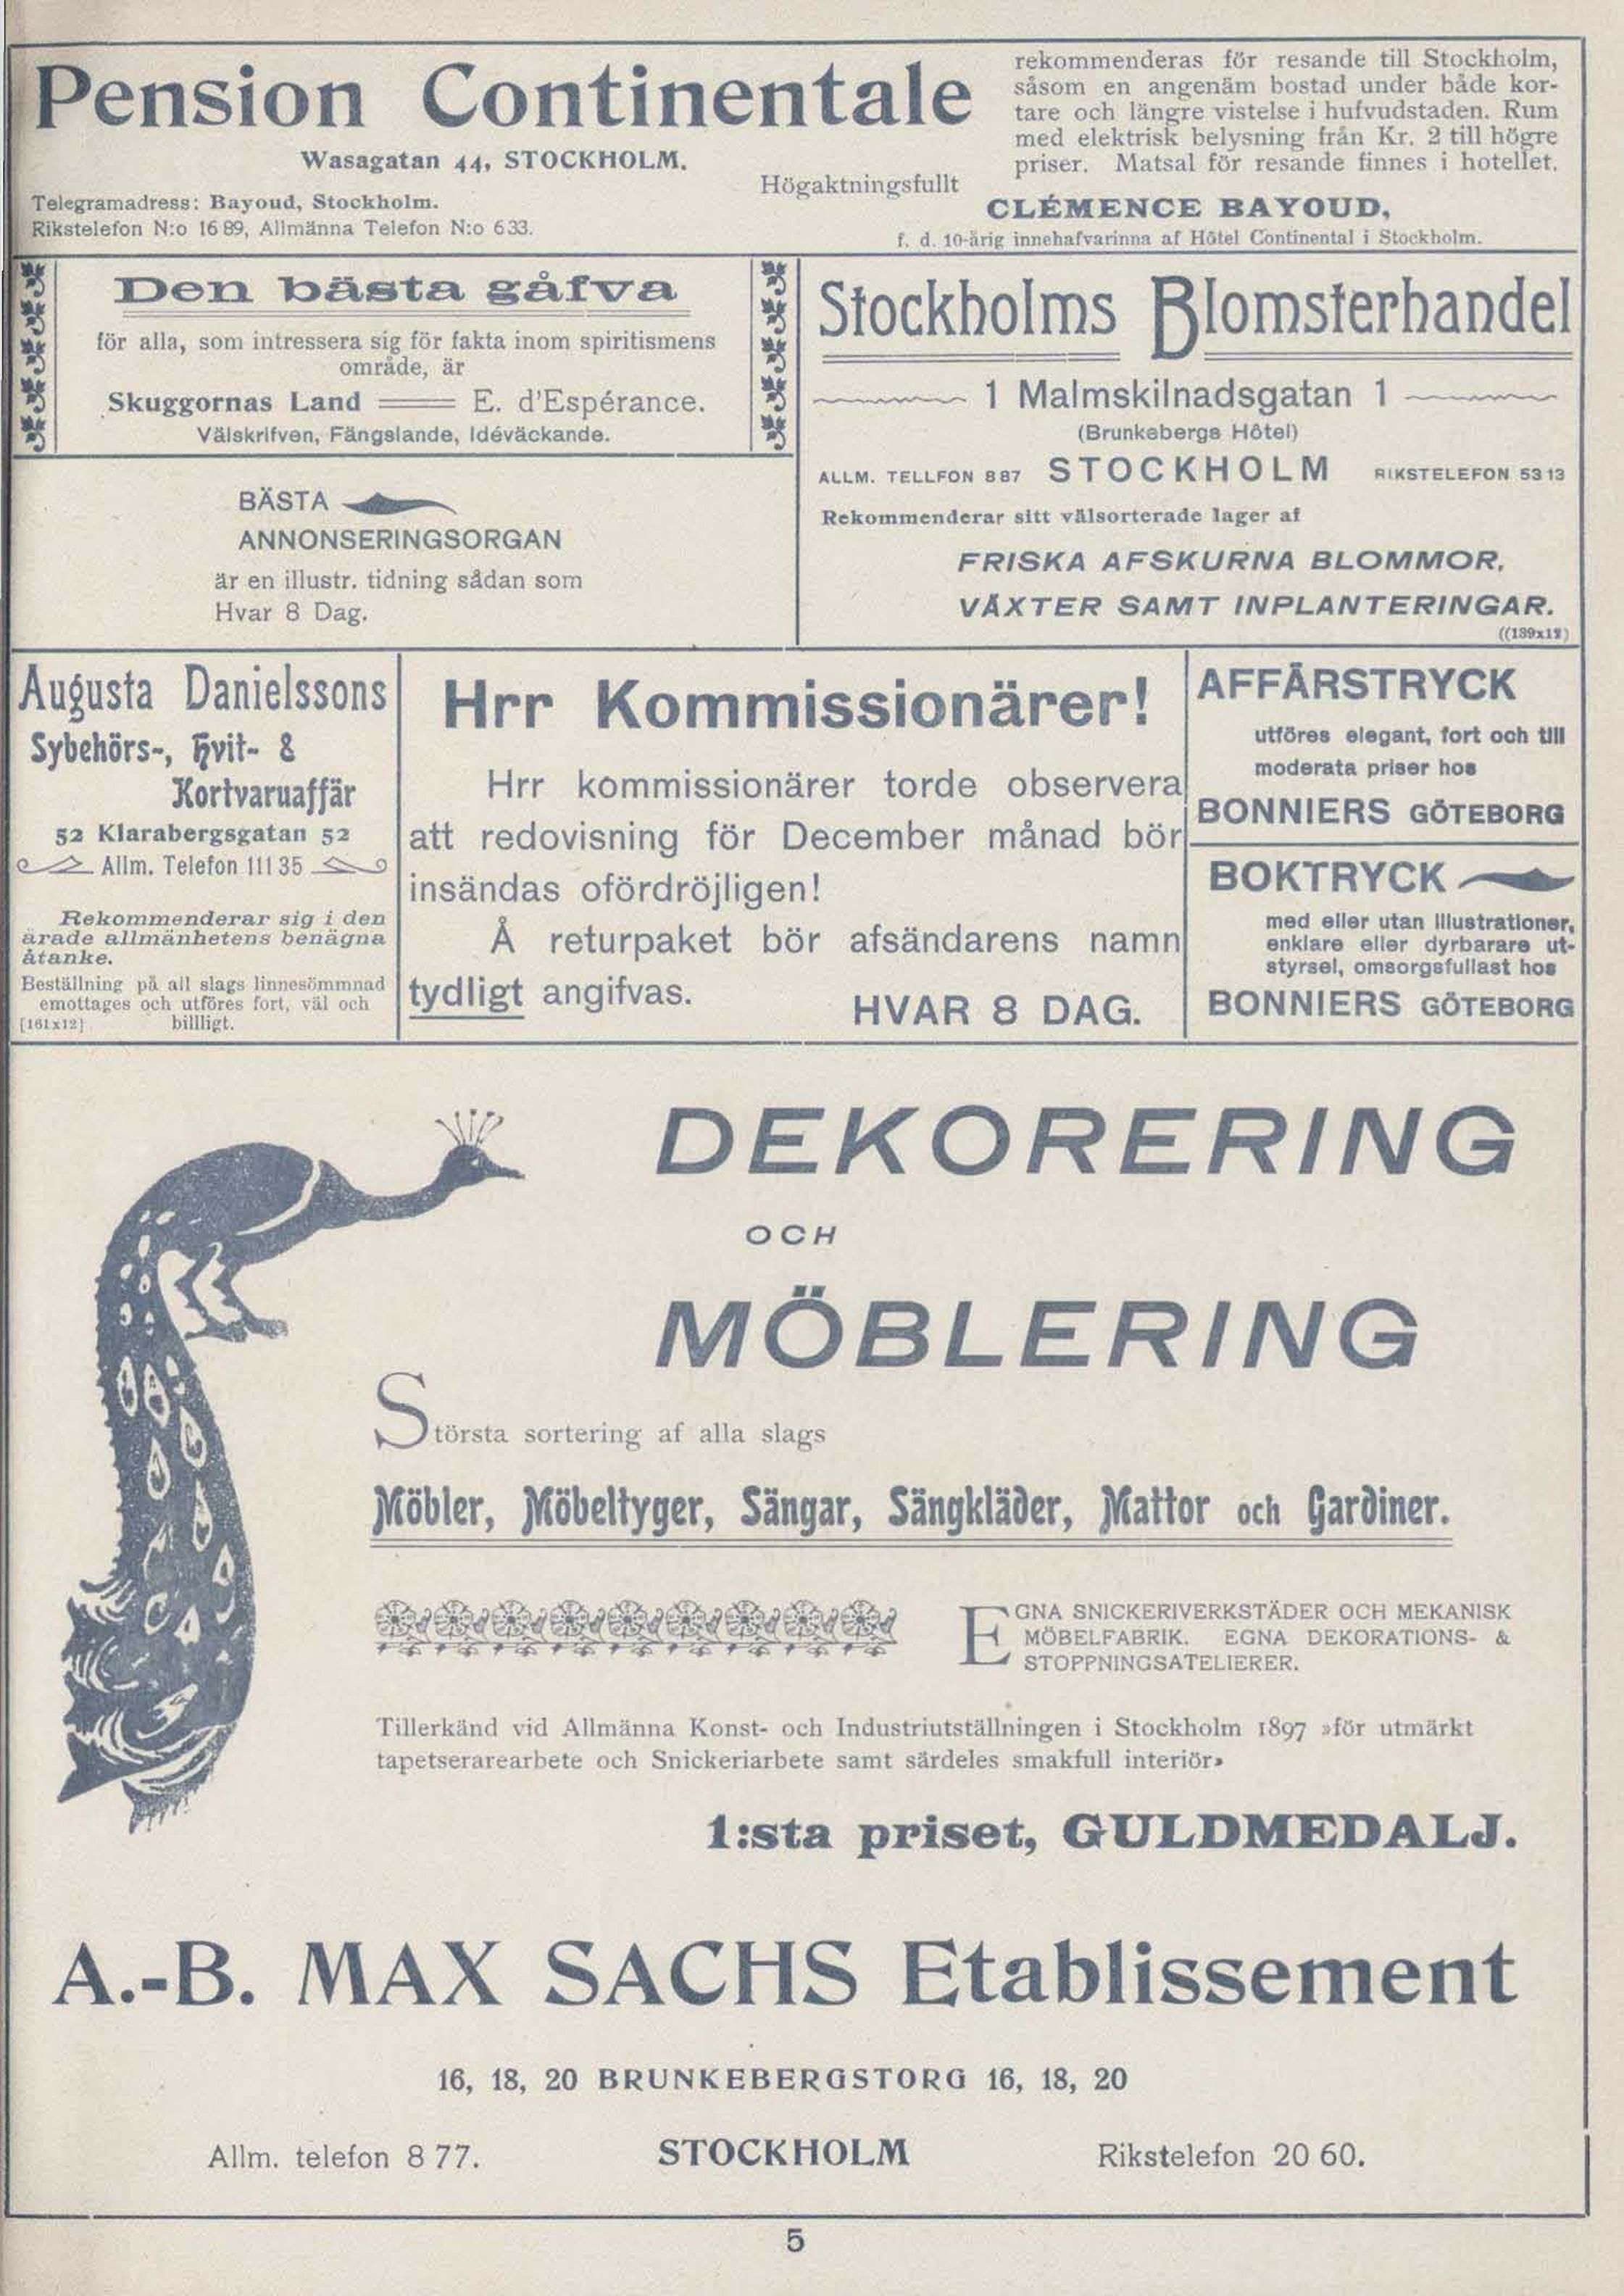 Pension Continentale
Wasagatan 44, STOCKHOLM.
Telegramadress: Bayoud, Stockholm.
Rikstelefon N:o 16 89, Allmänna Telefon N:o 6 33.
rekommenderas för resande till Stockholm,
såsom en angenäm bostad under både kor-
tare och längre vistelse i hufvudstaden. Rum
med elektrisk belysning från Kr. 2 till högre
priser. Matsal för resande finnes i hotellet.
Högaktningsfullt
CLÉMENCE BAYOUD,
f. d. 10-årig innehafvarinna af Hôtel Continental i Stockholm.
Den bästa gåfva
för alla, som intressera sig för fakta inom spiritismens
område, är
Skuggornas Land E. d'Espérance.
Välskrifven, Fängslande, Idéväckande.
BÄSTA
ANNONSERINGSORGAN
är en illustr. tidning sådan som
Hvar 8 Dag.
Stockholms Blomsterhandel
1 Malmskilnadsgatan 1
(Brunkebergs Hôtel)
ALLM. TELLFON 8 87 STOCKHOLM RIKSTELEFON 53 13
Rekommenderar sitt välsorterade lager af
FRISKA AFSKURNA BLOMMOR,
VÄXTER SAMT INPLANTERINGAR.
((139x12)
Augusta Danielssons
Sybehörs-, Hvit- &
Kortvaruaffär
52 Klarabergsgatan 52
Allm. Telefon 111 35
Rekommenderar sig i den
ärade allmänhetens benägna
åtanke.
Beställning på all slags linnesömmnad
emottages och utföres fort, väl och
[161x12] billligt.
Hrr Kommissionärer!
Hrr kommissionärer torde observera
att redovisning för December månad bör
insändas ofördröjligen!
Å returpaket bör afsändarens namn
tydligt angifvas.
HVAR 8 DAG.
AFFÄRSTRYCK
utföres elegant, fort och till
moderata priser hos
BONNIERS GÖTEBORG
BOKTRYCK
med eller utan illustrationer,
enklare eller dyrbarare ut-
styrsel, omsorgsfullast hos
BONNIERS GÖTEBORG
DEKORERING
OCH
MÖBLERING
Största sortering af alla slags
Möbler, Möbeltyger, Sängar, Sängkläder, Mattor och Gardiner.
EGNA SNICKERIVERKSTÄDER OCH MEKANISK
MÖBELFABRIK. EGNA DEKORATIONS- &
STOPPNINGSATELIERER.
Tillerkänd vid Allmänna Konst- och Industriutställningen i Stockholm 1897 »för utmärkt
tapetserarearbete och Snickeriarbete samt särdeles smakfull interiör»
1:sta priset, GULDMEDALJ.
A.-B. MAX SACHS Etablissement
16, 18, 20 BRUNKEBERGSTORG 16, 18, 20
Allm. telefon 8 77. STOCKHOLM Rikstelefon 20 60.
5